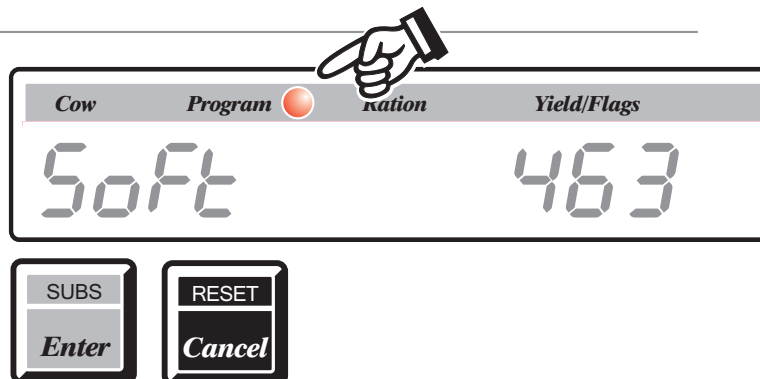 Cow Program Ration Yield/Flags
SoFt 463
SUBS RESET
Enter Cancel